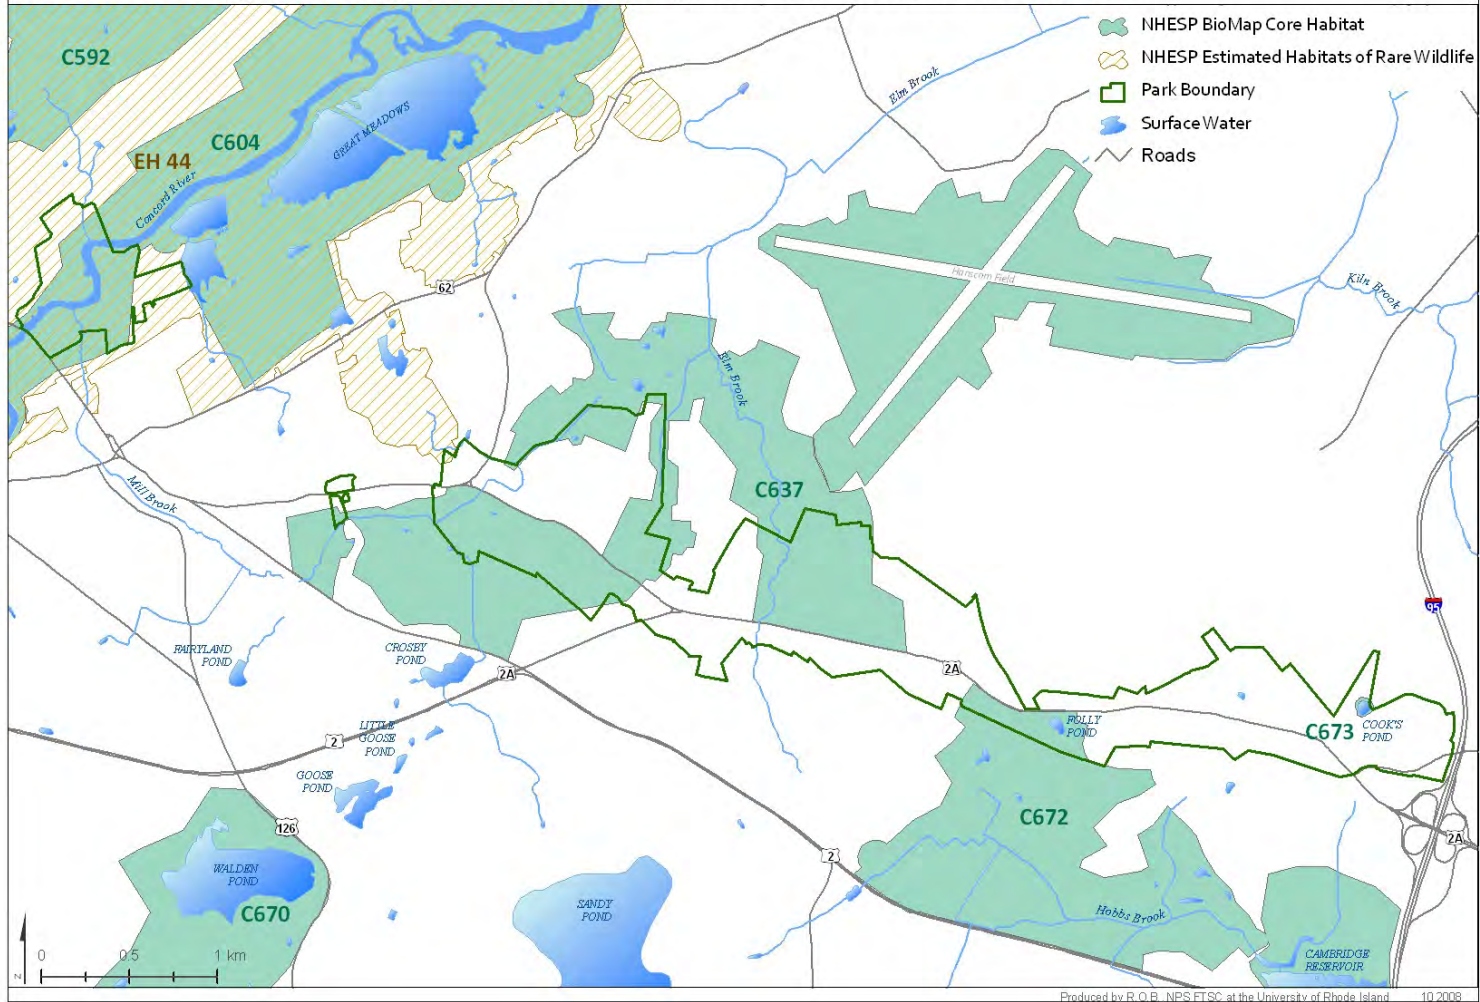 NHESP BioMap Core Habitat
NHESP Estimated Habitats of Rare Wildlife
Park Boundary
Surface Water
Roads
C592
C604
EH 44
Concord River
GREAT MEADOWS
Elm Brook
Hanscom Field
Kiln Brook
62
Elm Brook
C637
Mill Brook
95
FAIRYLAND
POND
CROSBY
POND
2A
2A
LITTLE
GOOSE
POND
2
GOOSE
POND
FOLLY
POND
C673
COOK'S
POND
C672
126
2
2A
WALDEN
POND
C670
SANDY
POND
Hobbs Brook
CAMBRIDGE
RESERVOIR
N
0 0.5 1 km
Produced by R.O.B., NPS FTSC at the University of Rhode Island 10.2008